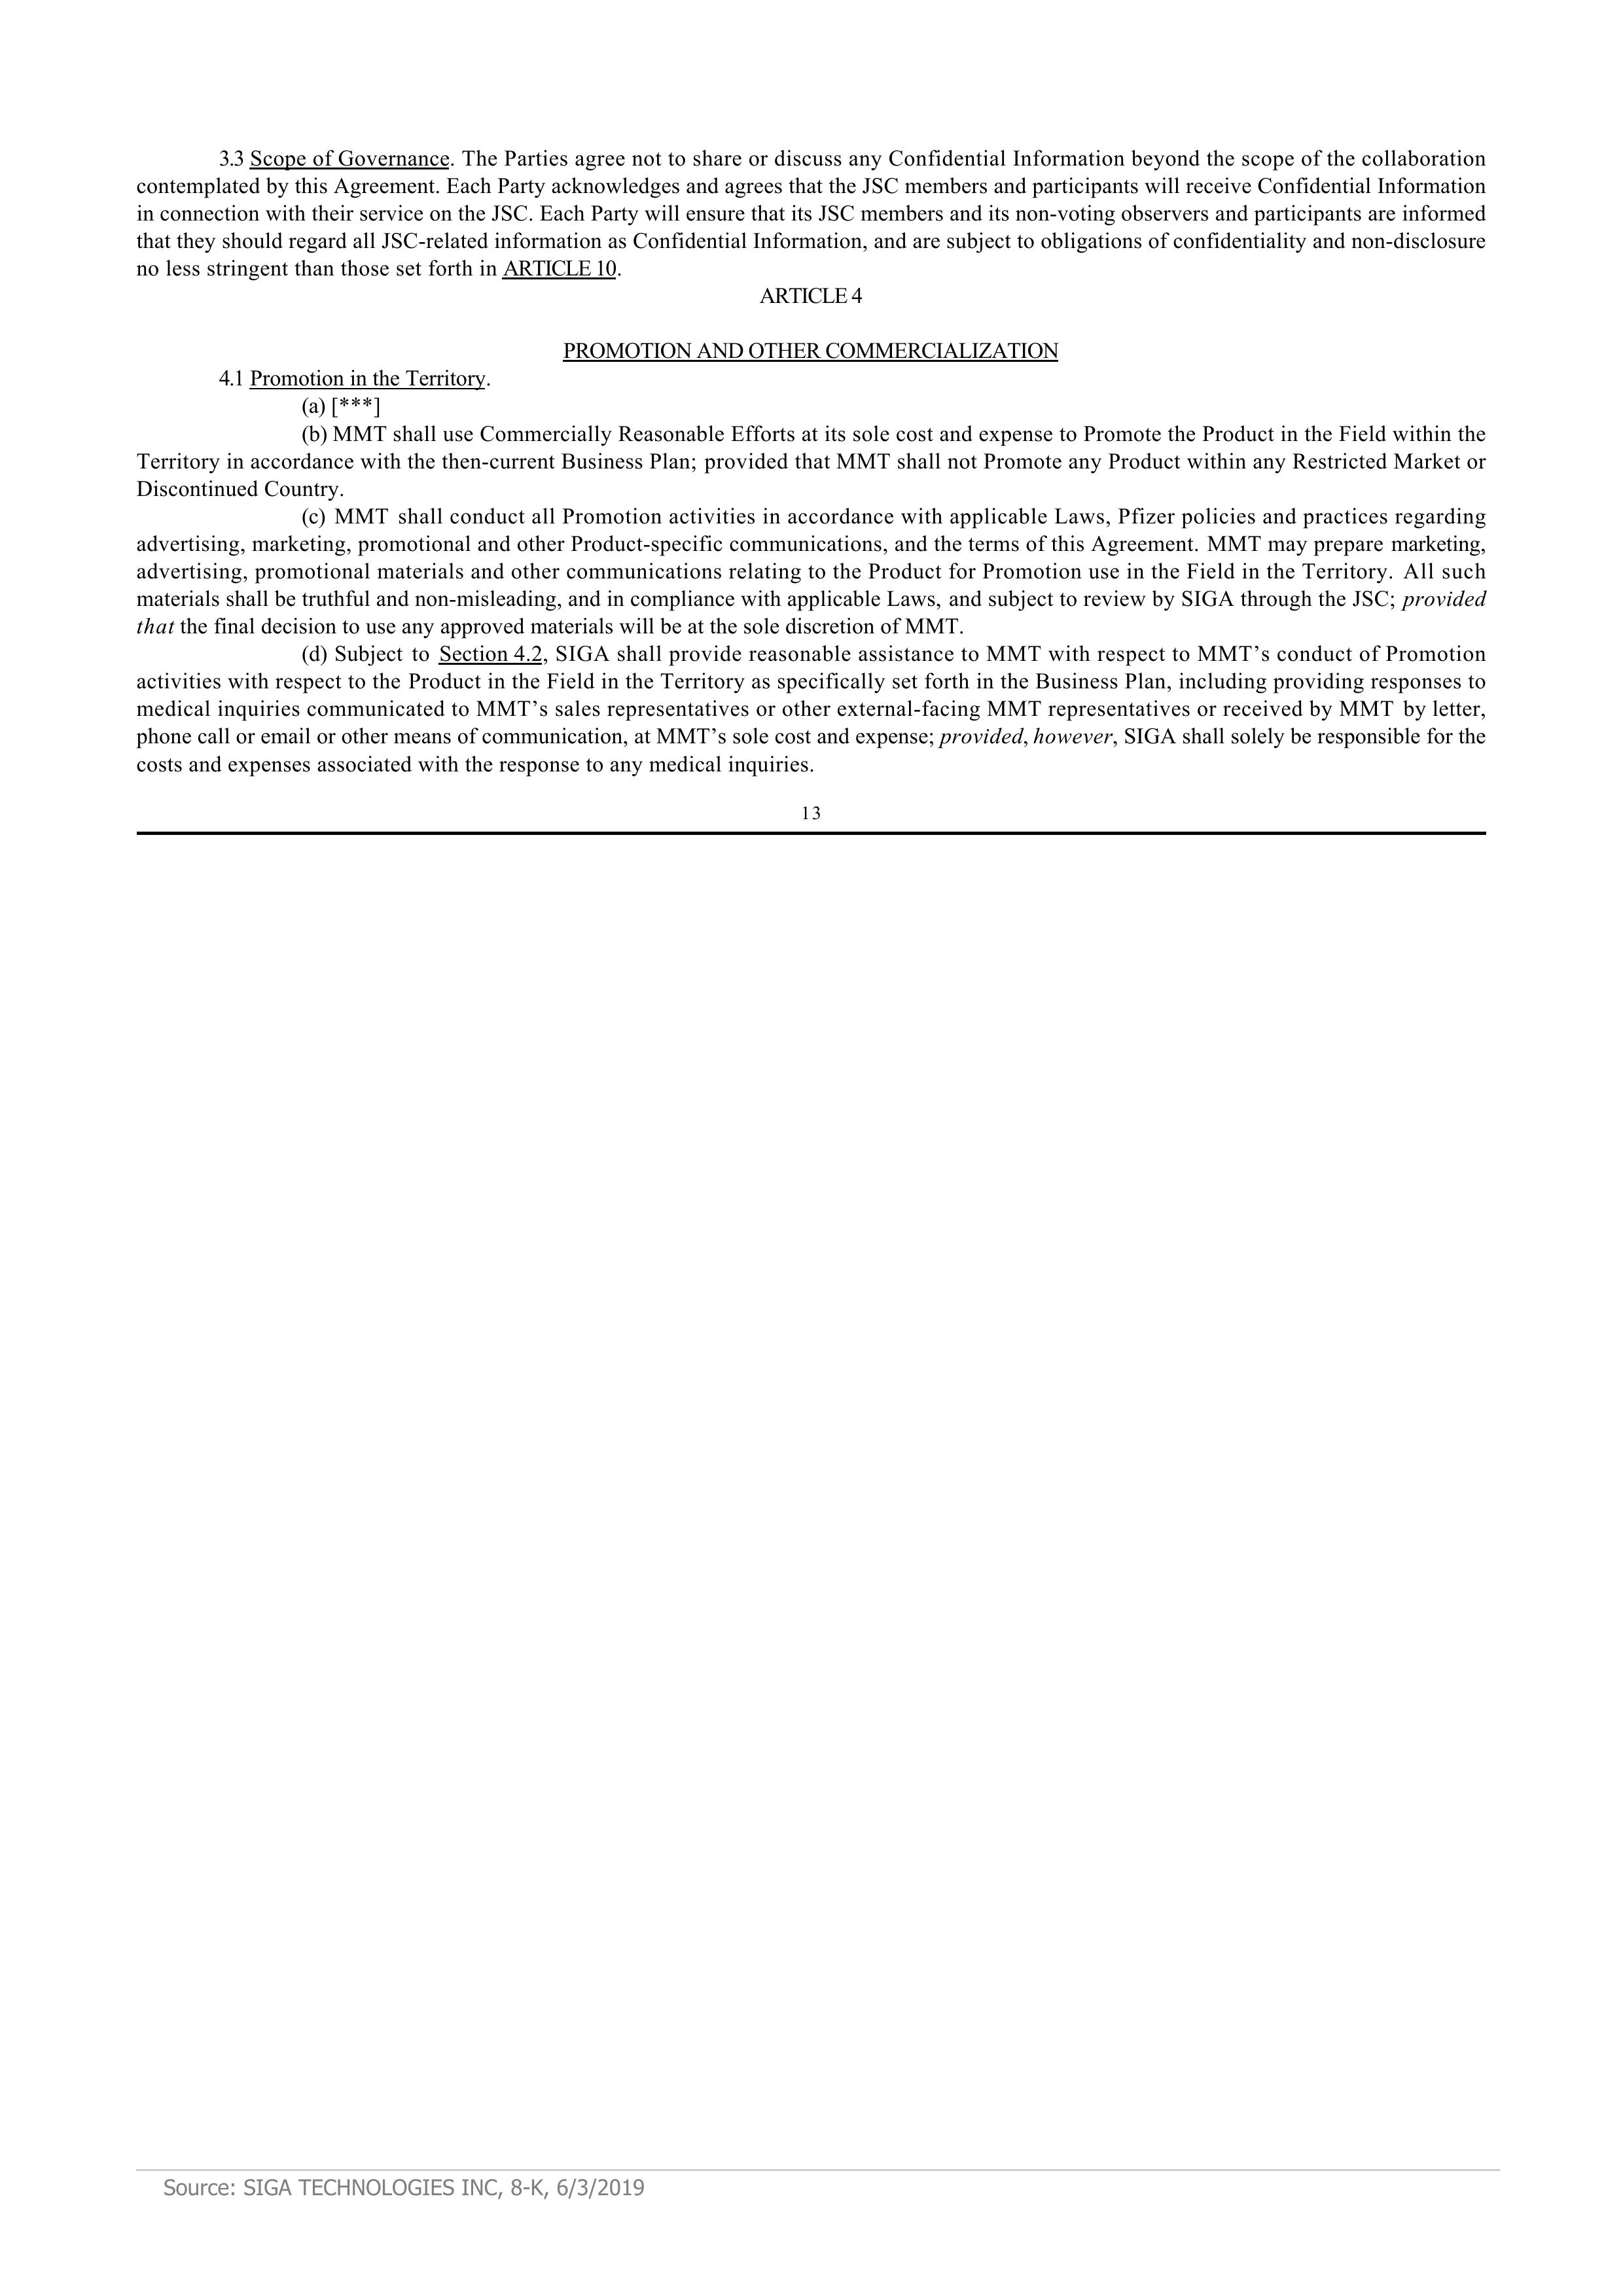 3.3 Scope of Governance. The Parties agree not to share or discuss any Confidential Information beyond the scope of the collaboration
contemplated by this Agreement. Each Party acknowledges and agrees that the JSC members and participants will receive Confidential Information
in connection with their service on the JSC. Each Party will ensure that its JSC members and its non-voting observers and participants are informed
that they should regard all JSC-related information as Confidential Information, and are subject to obligations of confidentiality and non-disclosure
no less stringent than those set forth in ARTICLE 10.
ARTICLE 4
PROMOTION AND OTHER COMMERCIALIZATION
4.1 Promotion in the Territory.
(a) [***]
(b) MMT shall use Commercially Reasonable Efforts at its sole cost and expense to Promote the Product in the Field within the
Territory in accordance with the then-current Business Plan; provided that MMT shall not Promote any Product within any Restricted Market or
Discontinued Country.
(c) MMT shall conduct all Promotion activities in accordance with applicable Laws, Pfizer policies and practices regarding
advertising, marketing, promotional and other Product-specific communications, and the terms of this Agreement. MMT may prepare marketing,
advertising, promotional materials and other communications relating to the Product for Promotion use in the Field in the Territory. All such
materials shall be truthful and non-misleading, and in compliance with applicable Laws, and subject to review by SIGA through the JSC; provided
that the final decision to use any approved materials will be at the sole discretion of MMT.
(d) Subject to Section 4.2, SIGA shall provide reasonable assistance to MMT with respect to MMT’s conduct of Promotion
activities with respect to the Product in the Field in the Territory as specifically set forth in the Business Plan, including providing responses to
medical inquiries communicated to MMT’s sales representatives or other external-facing MMT representatives or received by MMT by letter,
phone call or email or other means of communication, at MMT’s sole cost and expense; provided, however, SIGA shall solely be responsible for the
costs and expenses associated with the response to any medical inquiries.
13
Source: SIGA TECHNOLOGIES INC, 8-K, 6/3/2019